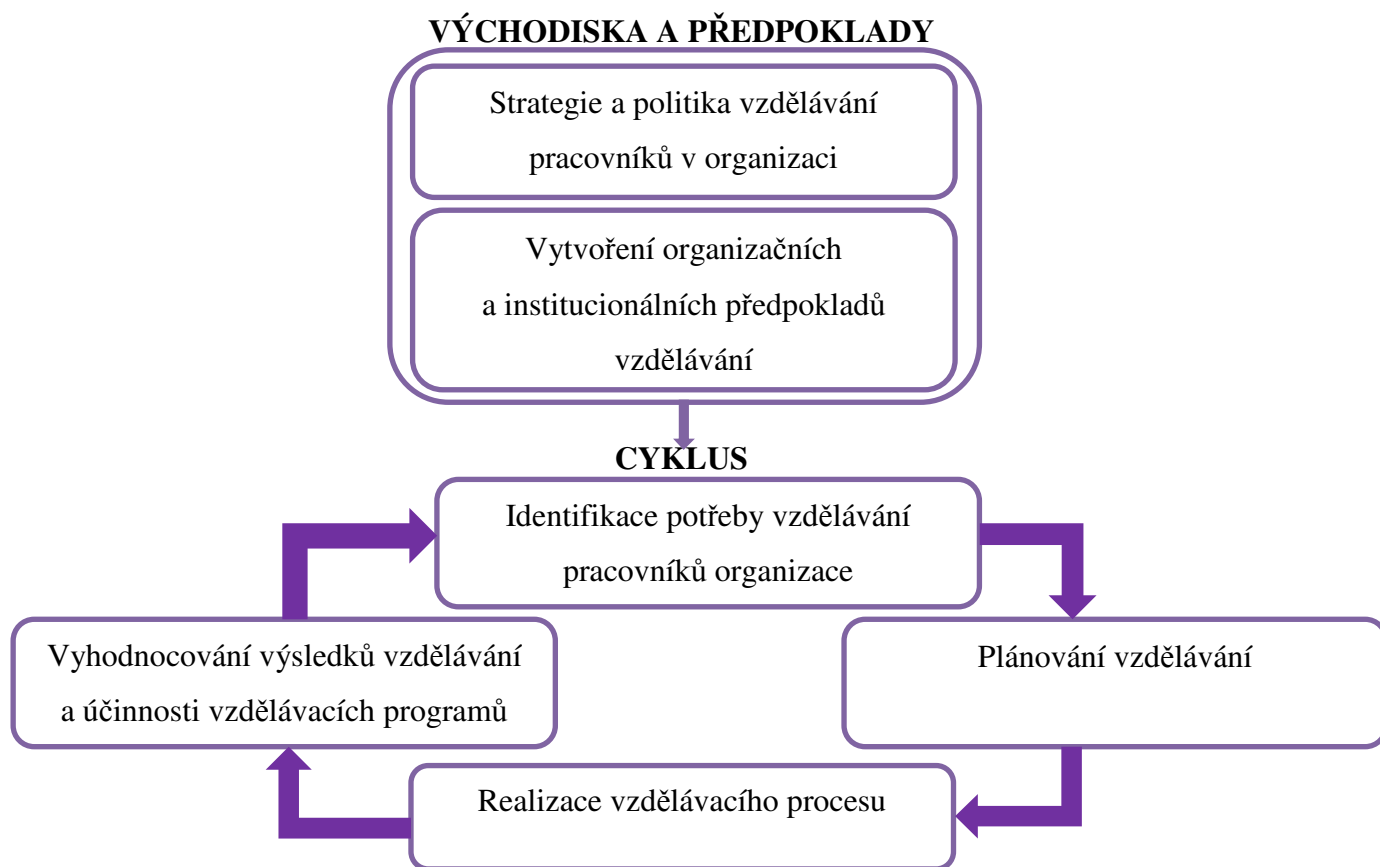 VÝCHODISKA A PŘEDPOKLADY
Strategie a politika vzdělávání
pracovníků v organizaci
Vytvoření organizačních
a institucionálních předpokladů
vzdělávání
CYKLUS
Identifikace potřeby vzdělávání
pracovníků organizace
Vyhodnocování výsledků vzdělávání
a účinnosti vzdělávacích programů
Plánování vzdělávání
Realizace vzdělávacího procesu